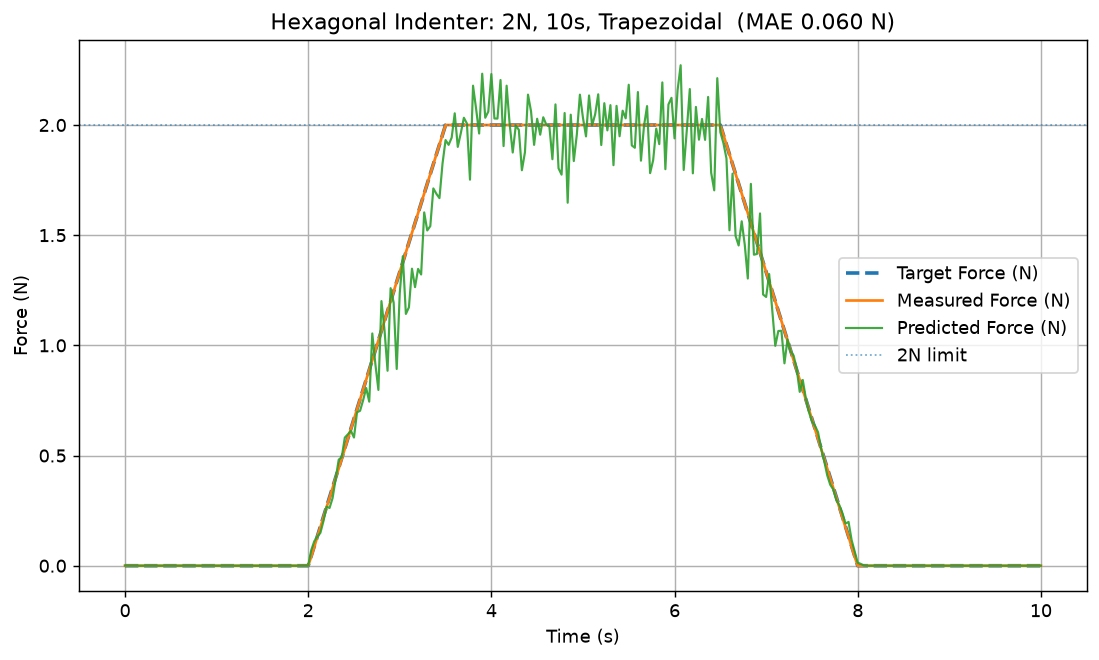 Hexagonal Indenter: 2N, 10s, Trapezoidal  (MAE 0.060 N)
Force (N)
2.0
1.5
1.0
0.5
0.0
Target Force (N)
Measured Force (N)
Predicted Force (N)
2N limit
0 2 4 6 8 10
Time (s)